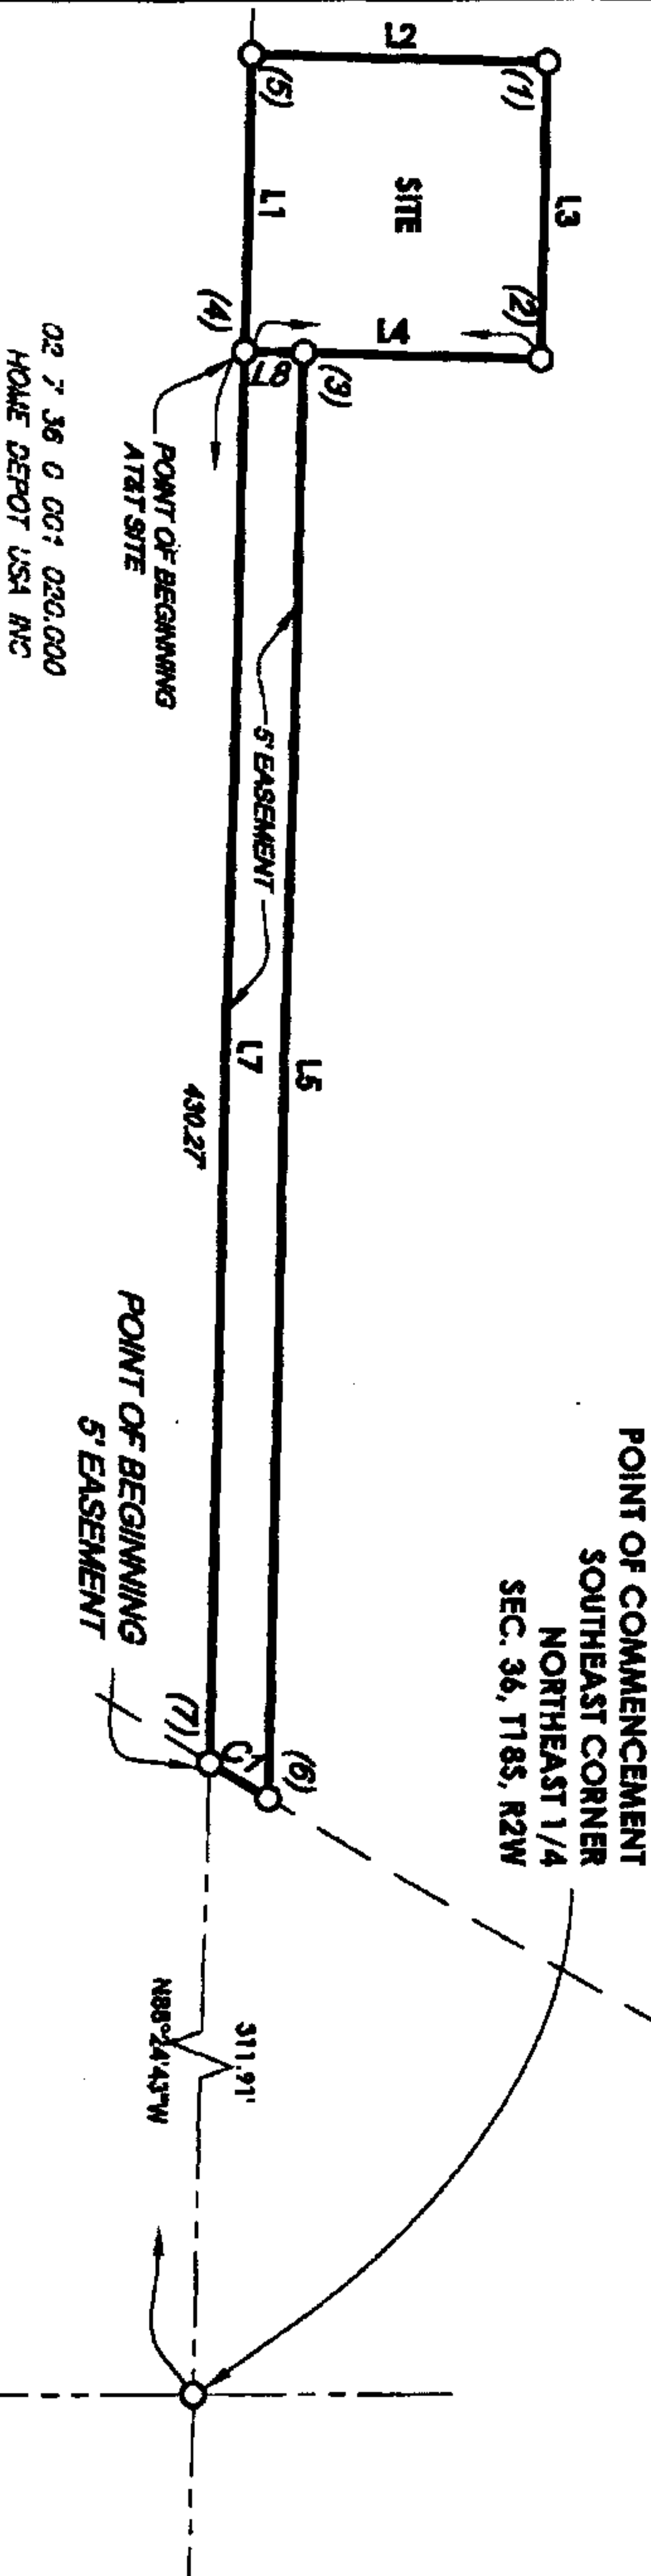 POINT OF COMMENCEMENT
SOUTHEAST CORNER
NORTHEAST 1/4
SEC. 36, T18S, R2W
L2
(1)
(5)
L3
SITE
L1
(2)
L4
(4)
L6
(3)
POINT OF BEGINNING
AT&T SITE
02 7 36 0 001 020.000
HOME DEPOT USA INC
5' EASEMENT
L5
L7
430.27'
POINT OF BEGINNING
5' EASEMENT
(6)
C1
(7)
311.91'
N88°24'43"W